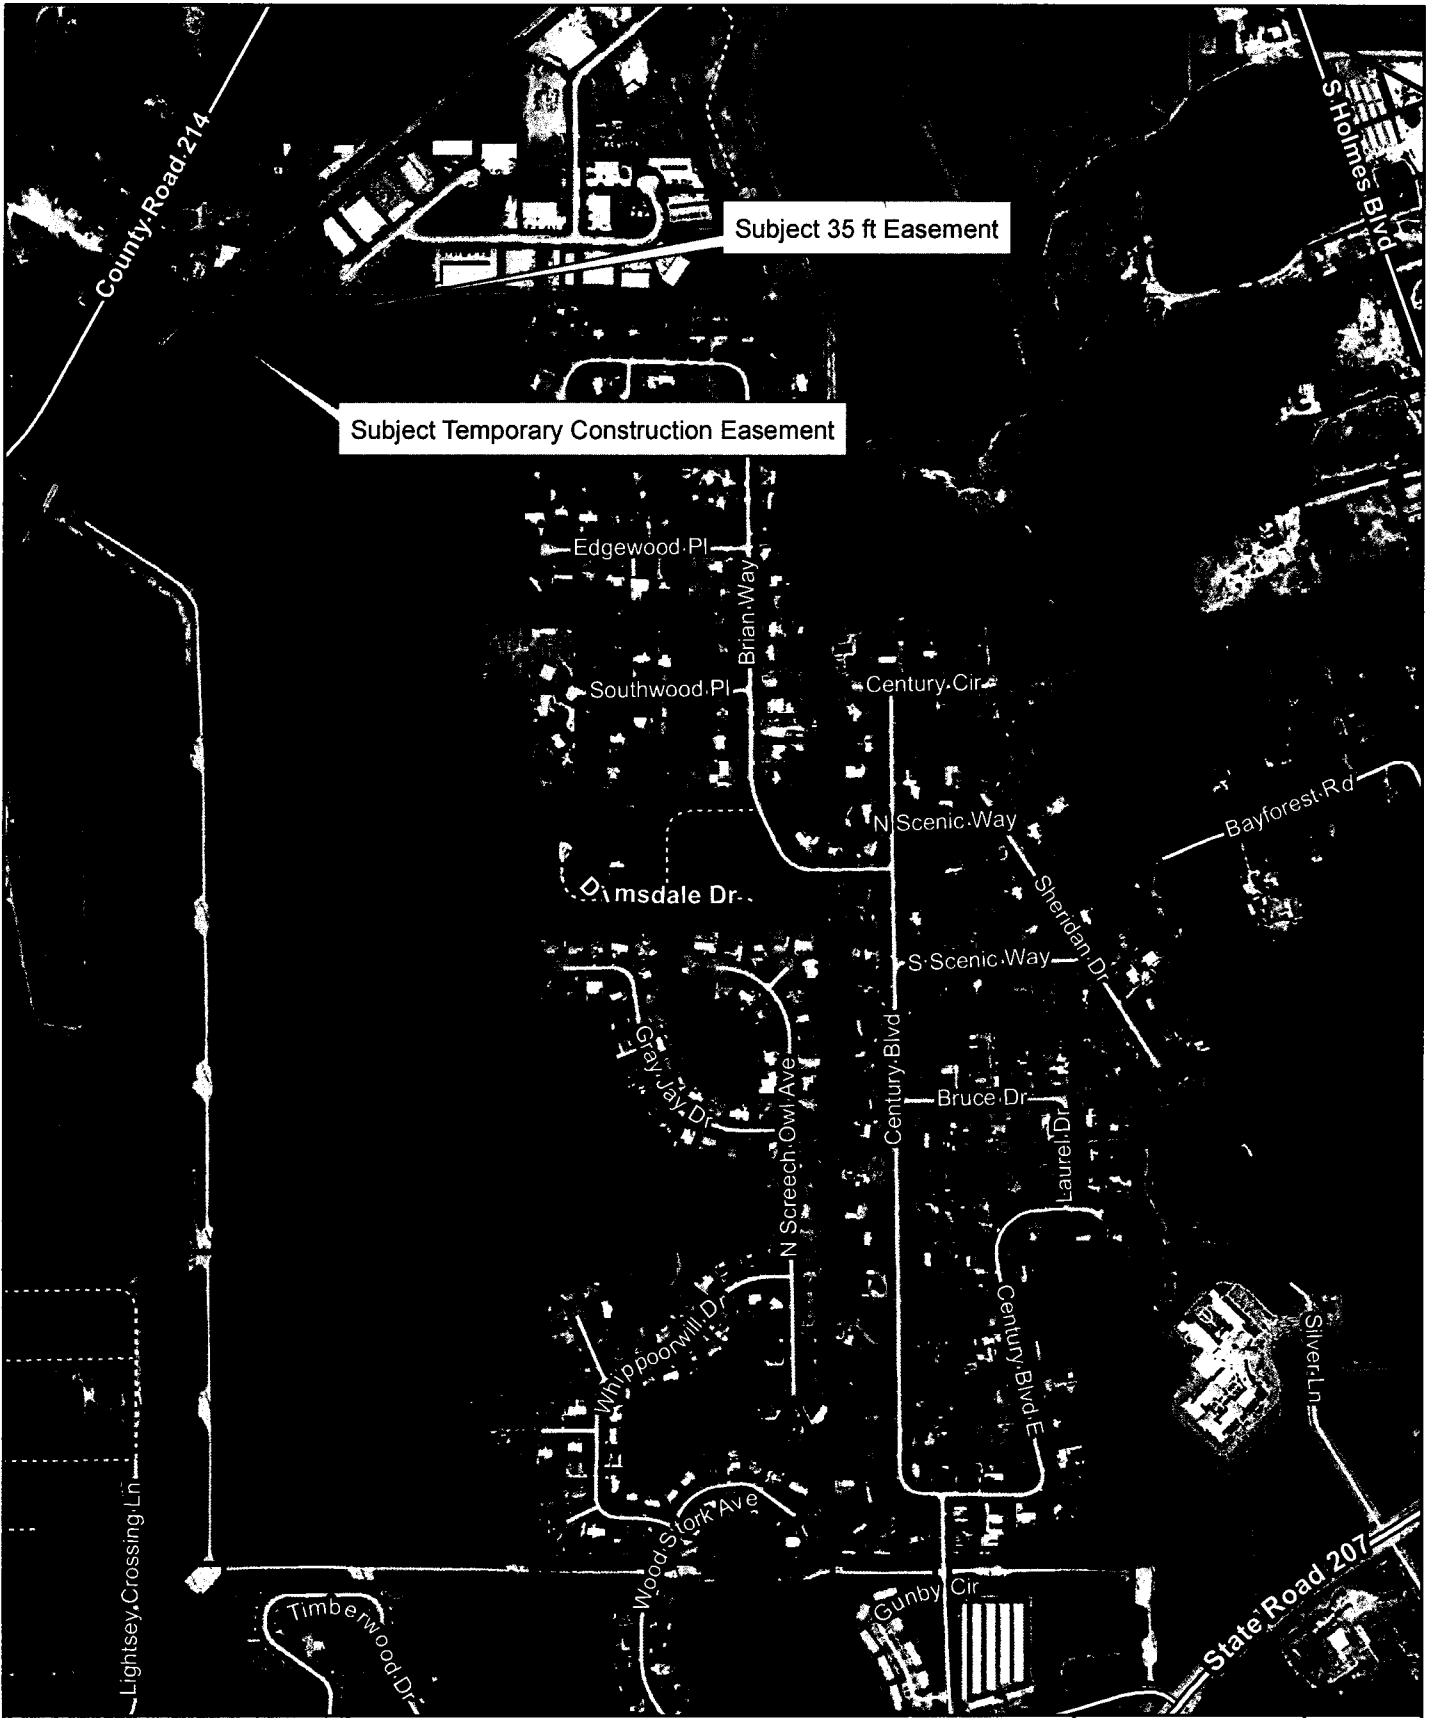 County Road 214
S Holmes Blvd
Subject 35 ft Easement
Subject Temporary Construction Easement
Edgewood Pl
Brian Way
Southwood Pl
Century Cir
Bayforest Rd
N Scenic Way
Sheridan Dr
msdale Dr
S Scenic Way
Gray Jay Dr
Century Blvd
N Screech Owl Ave
Bruce Dr
Laurel Dr
Whippoorwill Dr
Century Blvd E
Silver Ln
Lightsey Crossing Ln
Wood Stork Ave
State Road 207
Gunby Cir
Timberwood Dr